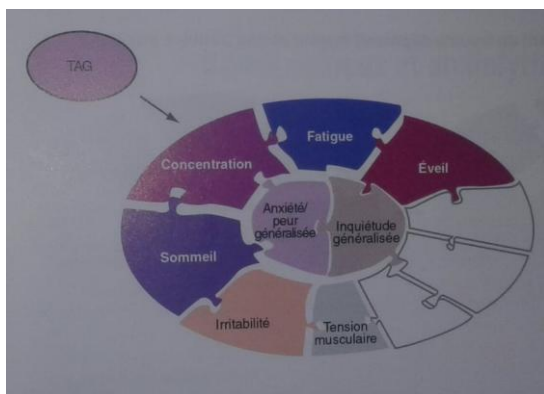 TAG
Fatigue
Concentration
Éveil
Anxiété/
peur
généralisée
Inquiétude
généralisée
Sommeil
Irritabilité
Tension
musculaire